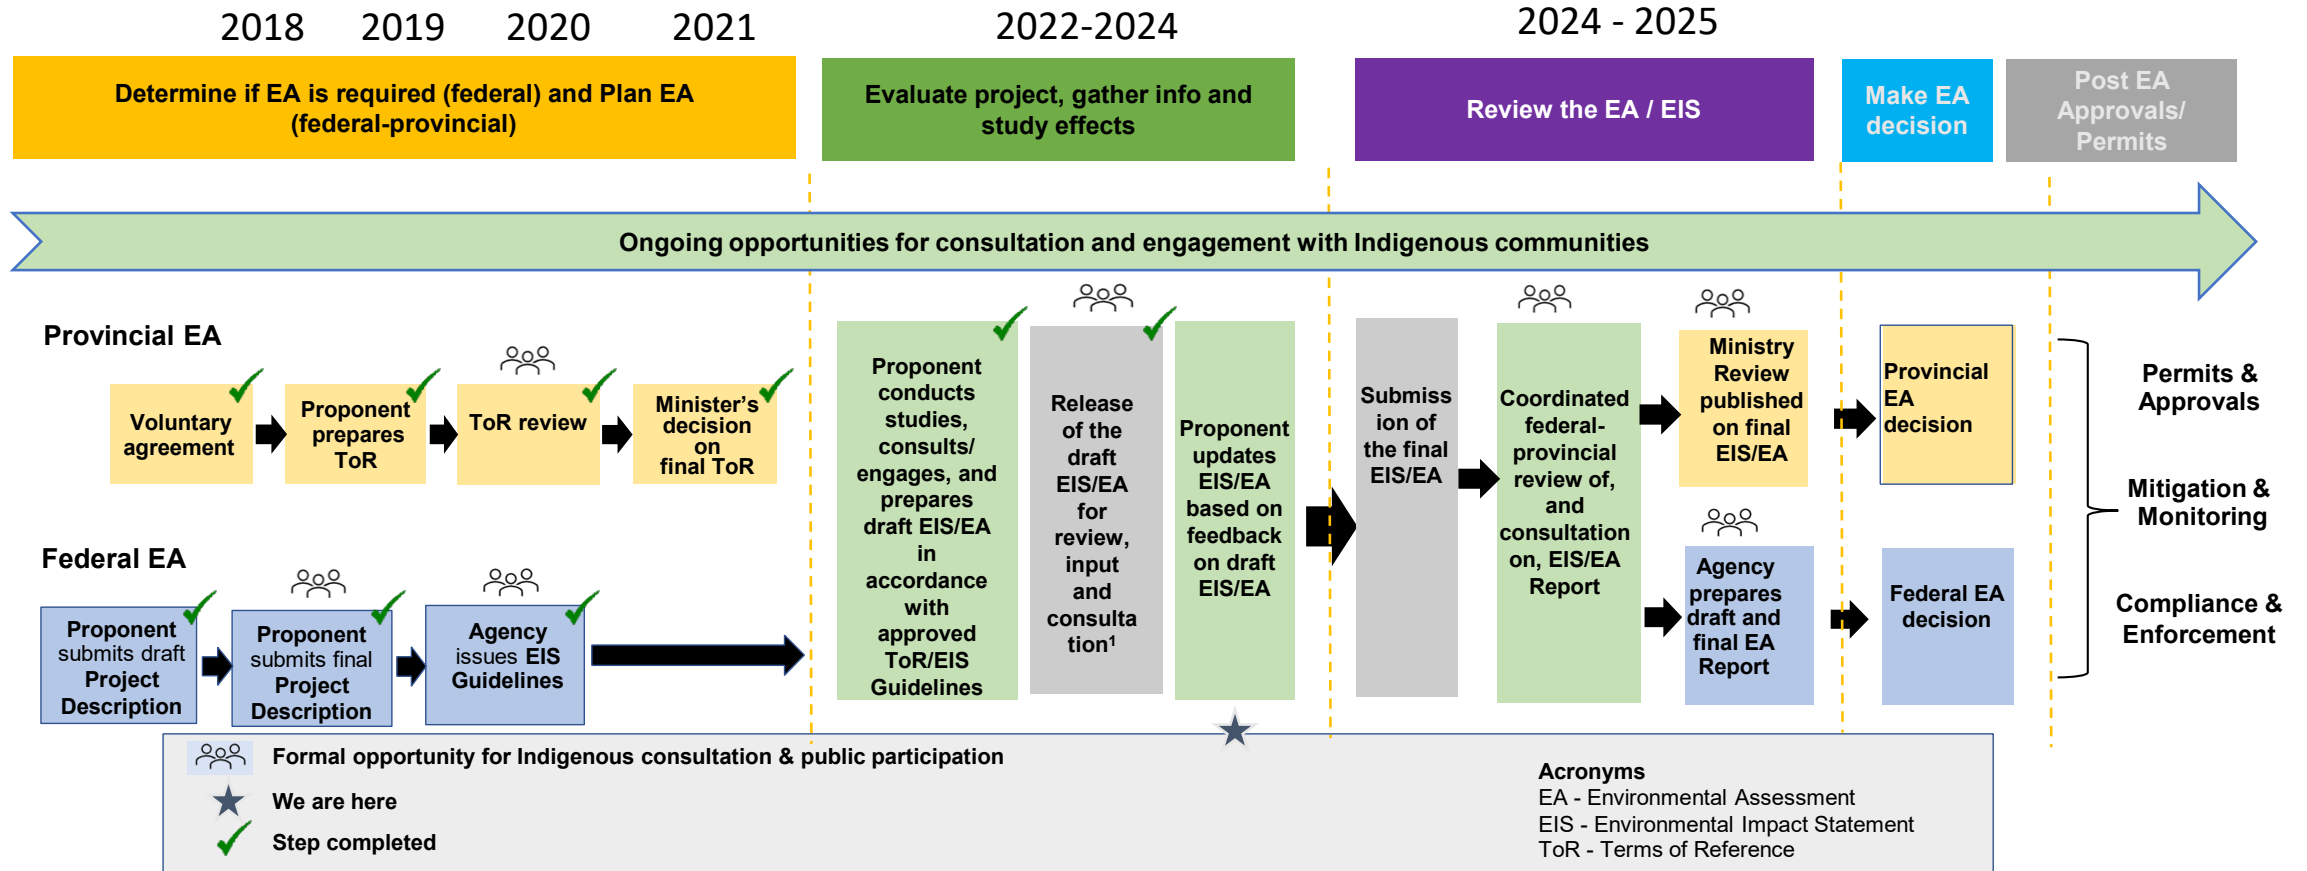 2018 2019 2020 2021
2022-2024
2024 - 2025
Determine if EA is required (federal) and Plan EA
(federal-provincial)
Evaluate project, gather info and
study effects
Review the EA / EIS
Make EA
decision
Post EA
Approvals/
Permits
Ongoing opportunities for consultation and engagement with Indigenous communities
Provincial EA
Voluntary
agreement
Proponent
prepares
ToR
ToR review
Minister’s
decision
on
final ToR
Federal EA
Proponent
submits draft
Project
Description
Proponent
submits final
Project
Description
Agency
issues EIS
Guidelines
Proponent
conducts
studies,
consults/
engages, and
prepares
draft EIS/EA
in
accordance
with
approved
ToR/EIS
Guidelines
Release
of the
draft
EIS/EA
for
review,
input
and
consulta
tion¹
Proponent
updates
EIS/EA
based on
feedback
on draft
EIS/EA
Submiss
ion of
the final
EIS/EA
Coordinated
federal-
provincial
review of,
and
consultation
on, EIS/EA
Report
Ministry
Review
published
on final
EIS/EA
Agency
prepares
draft and
final EA
Report
Provincial
EA
decision
Federal EA
decision
Permits &
Approvals
Mitigation &
Monitoring
Compliance &
Enforcement
Formal opportunity for Indigenous consultation & public participation
We are here
Step completed
Acronyms
EA - Environmental Assessment
EIS - Environmental Impact Statement
ToR - Terms of Reference